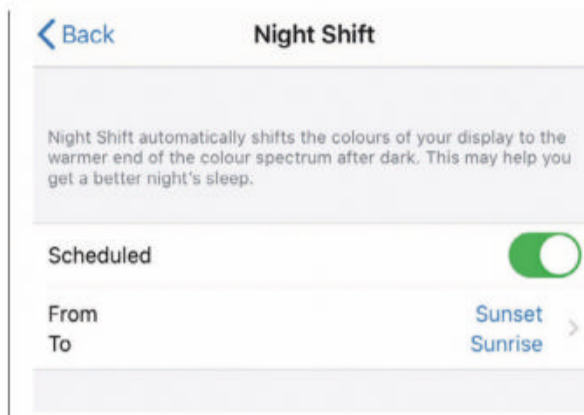 Back
Night Shift
Night Shift automatically shifts the colours of your display to the
warmer end of the colour spectrum after dark. This may help you
get a better night's sleep.
Scheduled
From
Sunset
To
Sunrise